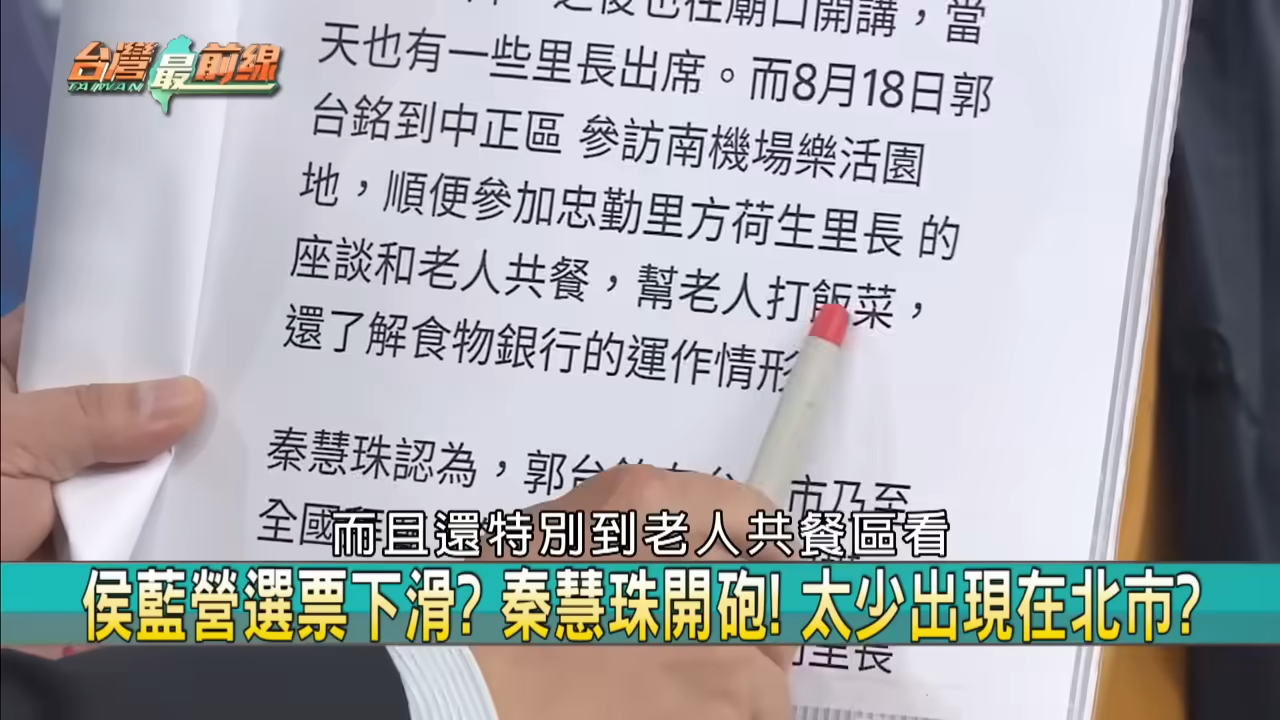 台灣最前線
TAIWAN
之後也在廟口開講，當
天也有一些里長出席。而8月18日郭
台銘到中正區 參訪南機場樂活園
地，順便參加忠勤里方荷生里長 的
座談和老人共餐，幫老人打飯菜，
還了解食物銀行的運作情形
秦慧珠認為，郭台銘 市乃至
全國
而且還特別到老人共餐區看
侯藍營選票下滑? 秦慧珠開砲! 太少出現在北市?
里長